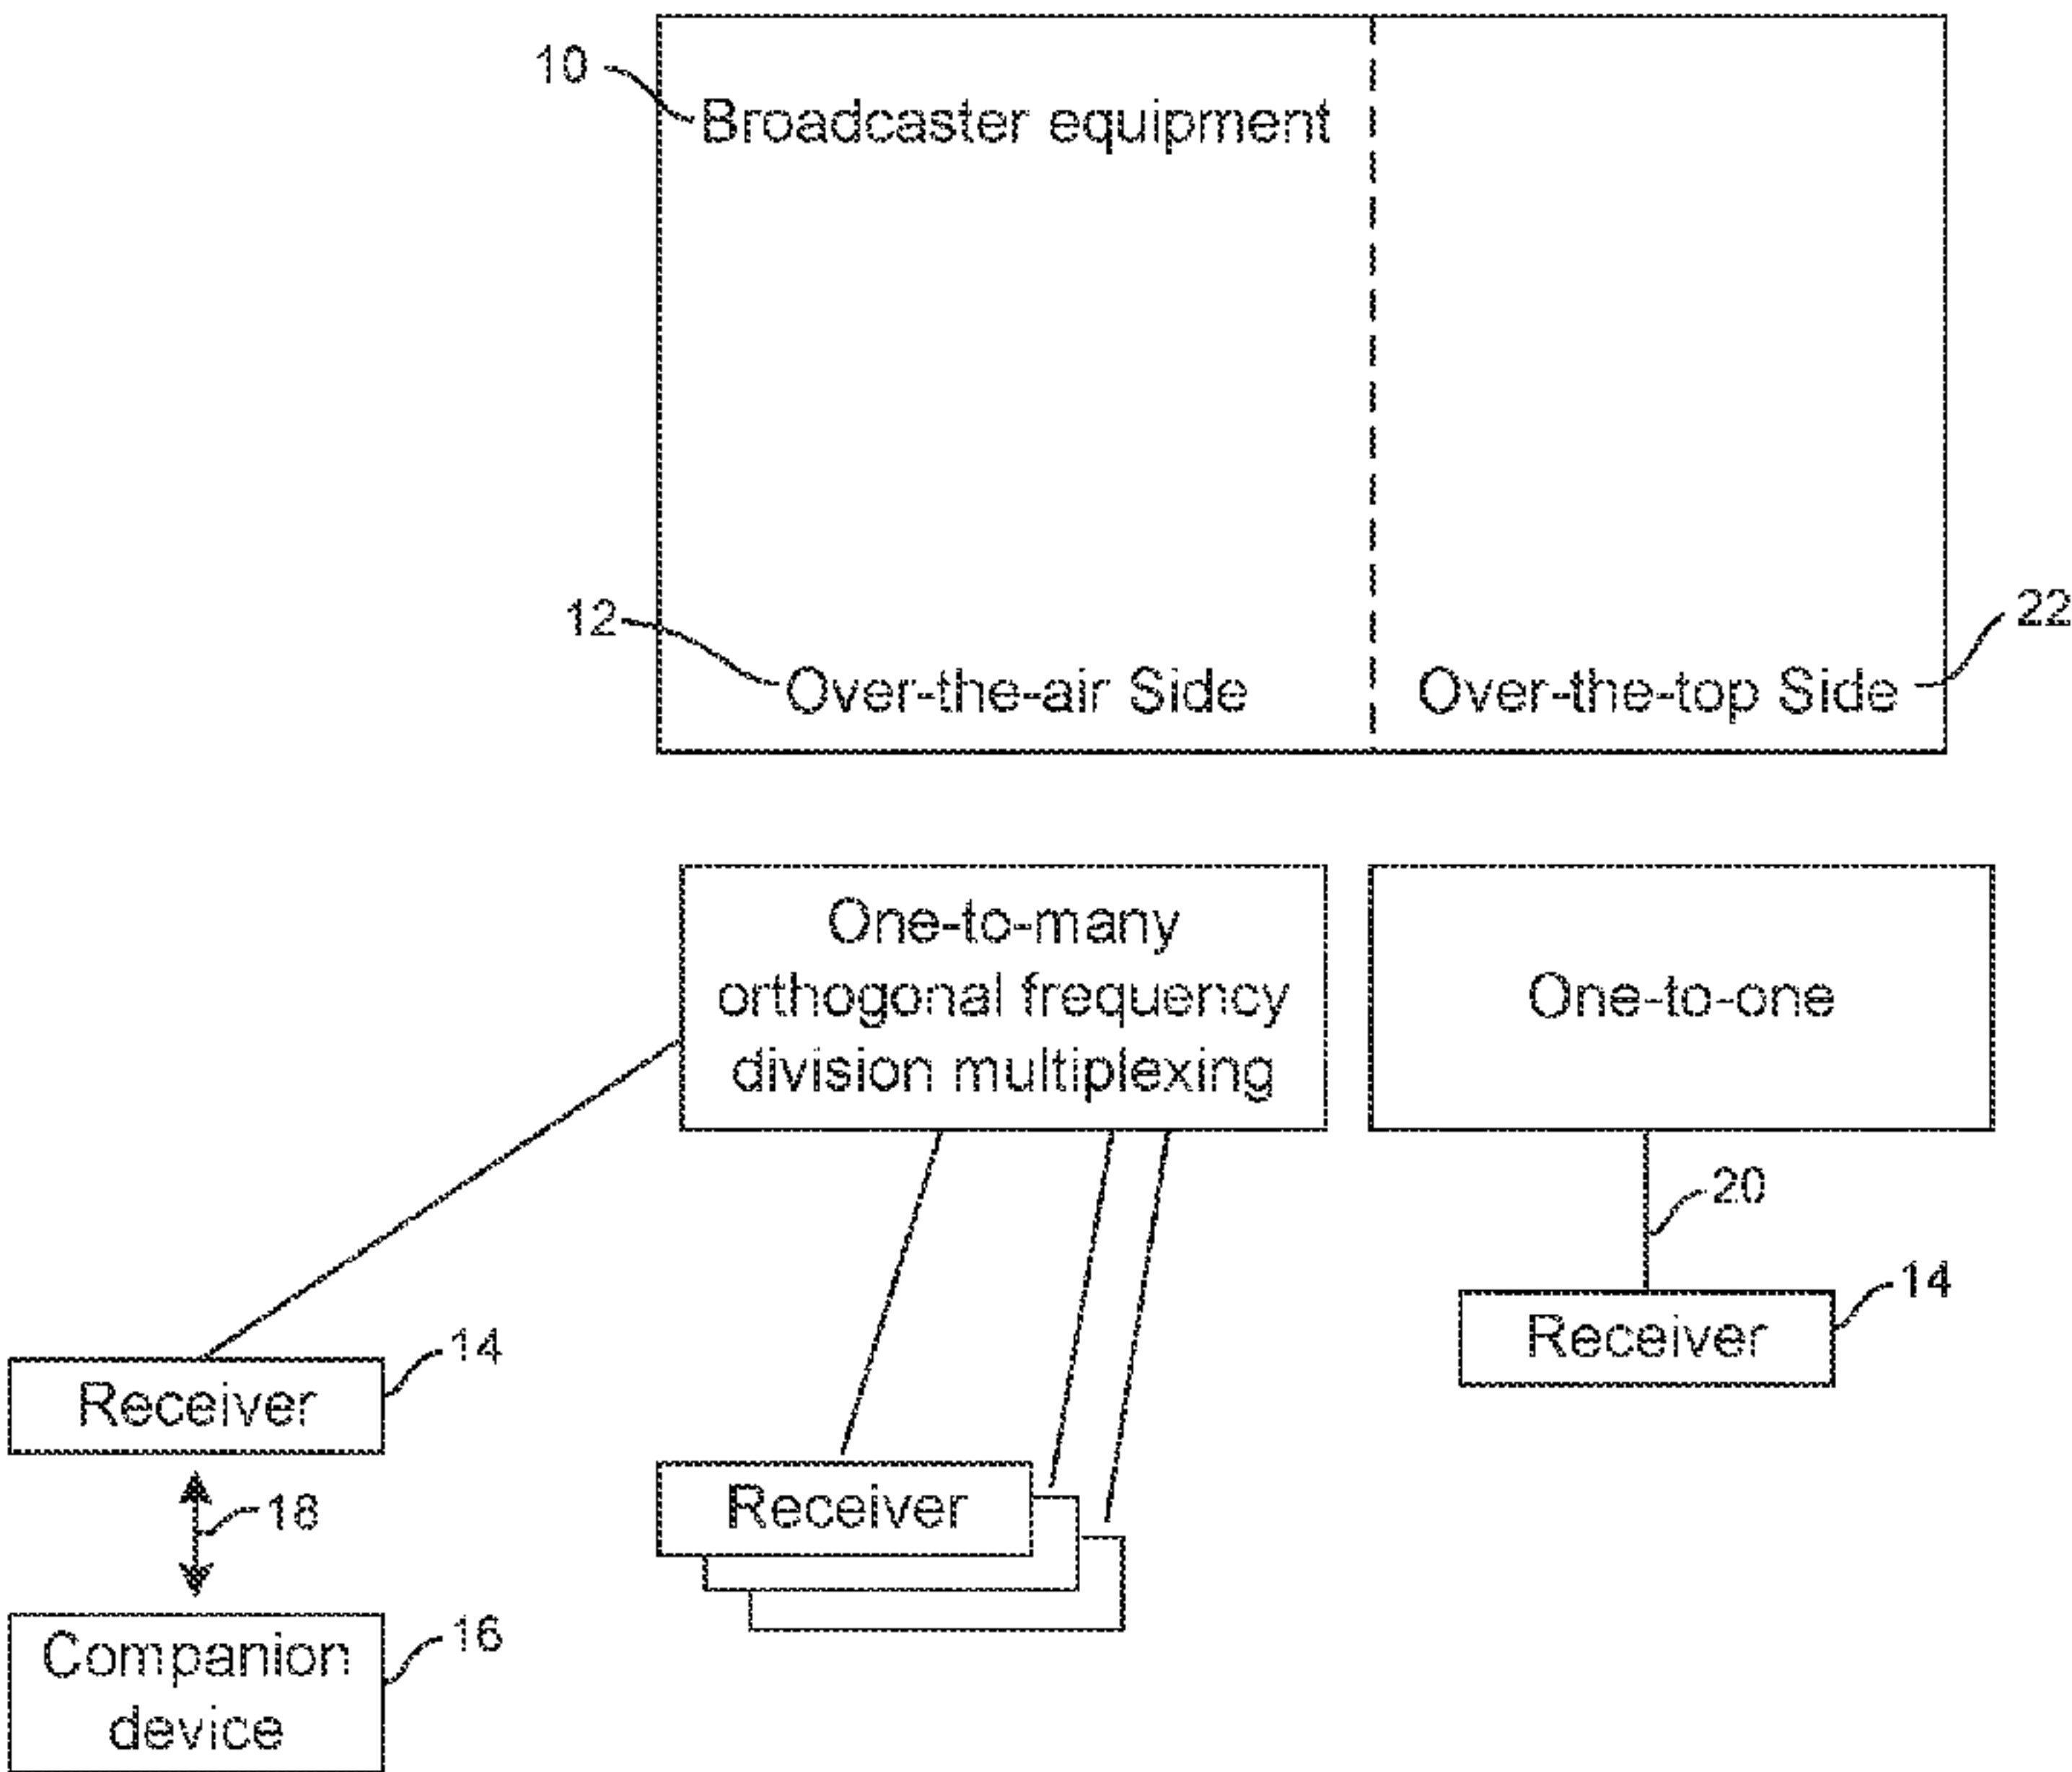 10
Broadcaster equipment
12
22
Over-the-air Side
Over-the-top Side
One-to-many
orthogonal frequency
division multiplexing
One-to-one
20
14
Receiver
14
Receiver
Receiver
18
16
Companion
device